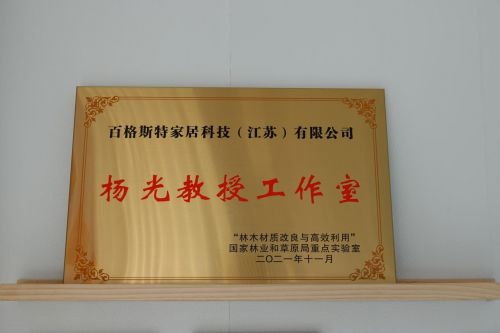 百格斯特家居科技（江苏）有限公司
杨光教授工作室
“林木材质改良与高效利用”
国家林业和草原局重点实验室
二〇二一年十一月